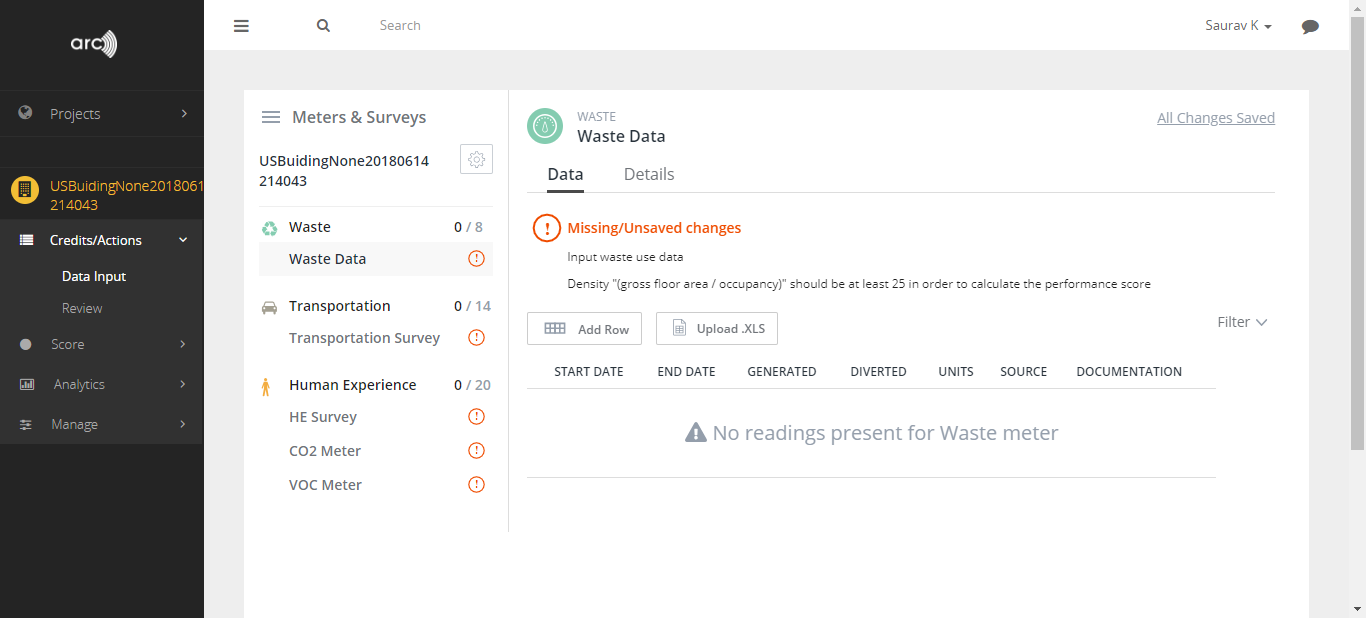 arc
Search
Saurav K
Projects
USBuidingNone2018061
214043
Credits/Actions
Data Input
Review
Score
Analytics
Manage
Meters & Surveys
USBuidingNone20180614
214043
Waste 0 / 8
Waste Data
Transportation 0 / 14
Transportation Survey
Human Experience 0 / 20
HE Survey
CO2 Meter
VOC Meter
WASTE
Waste Data
All Changes Saved
Data Details
Missing/Unsaved changes
Input waste use data
Density "(gross floor area / occupancy)" should be at least 25 in order to calculate the performance score
Add Row Upload .XLS Filter
START DATE END DATE GENERATED DIVERTED UNITS SOURCE DOCUMENTATION
No readings present for Waste meter